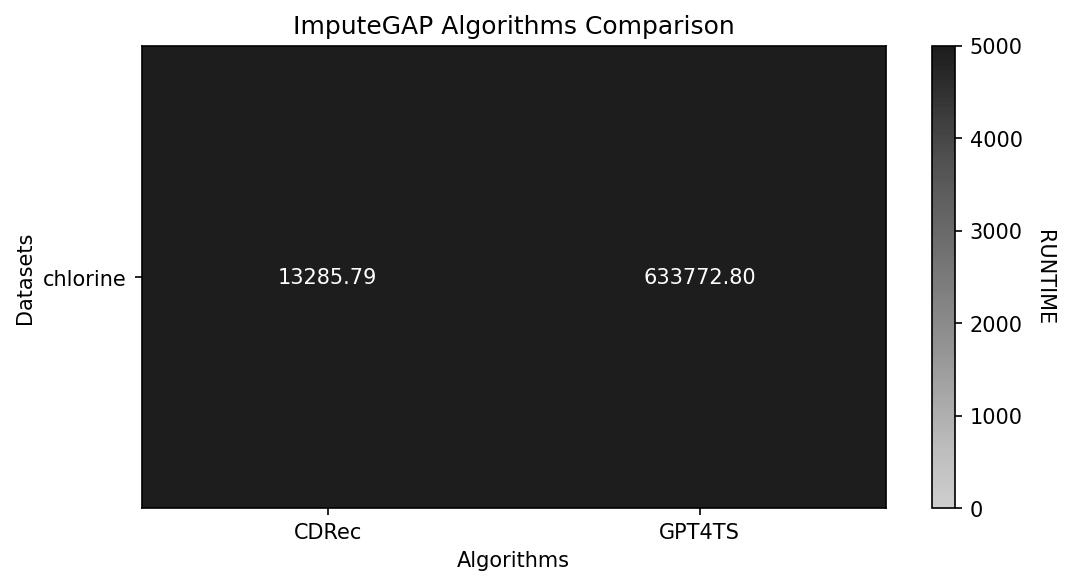 ImputeGAP Algorithms Comparison
Datasets
chlorine
13285.79 633772.80
CDRec GPT4TS
Algorithms
5000
4000
3000
2000
1000
0
RUNTIME